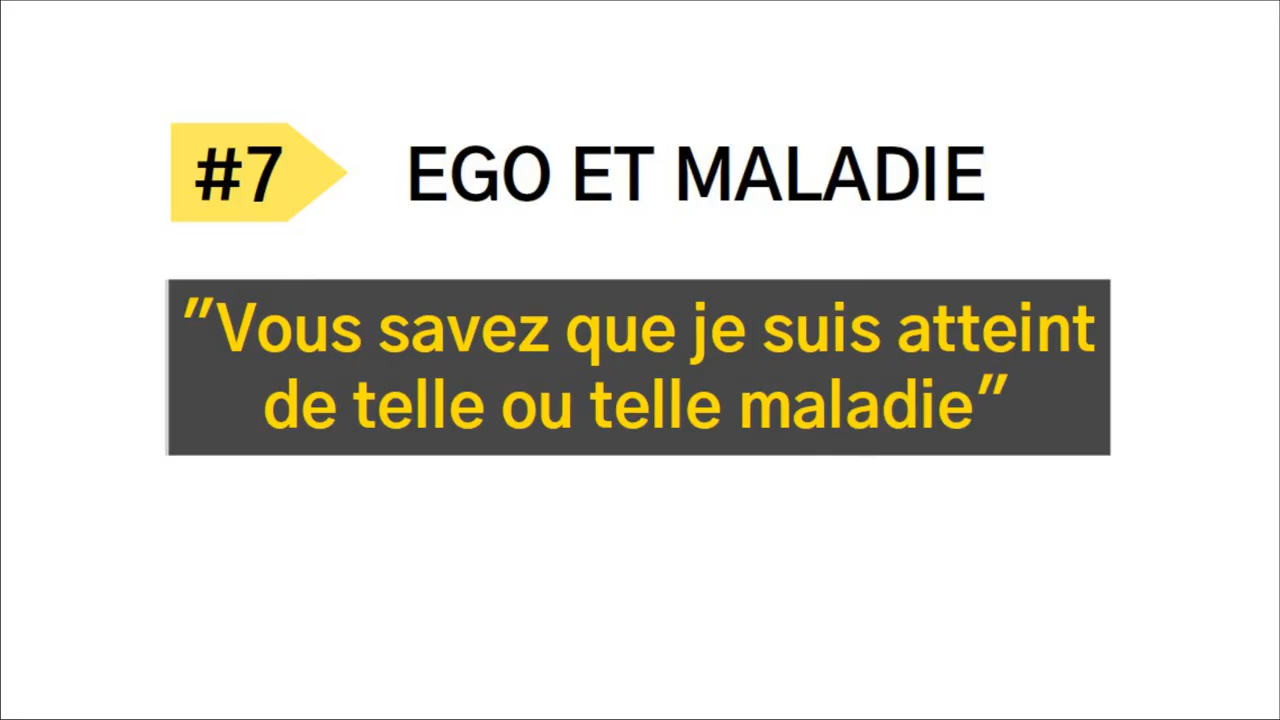 #7 EGO ET MALADIE
"Vous savez que je suis atteint
de telle ou telle maladie"